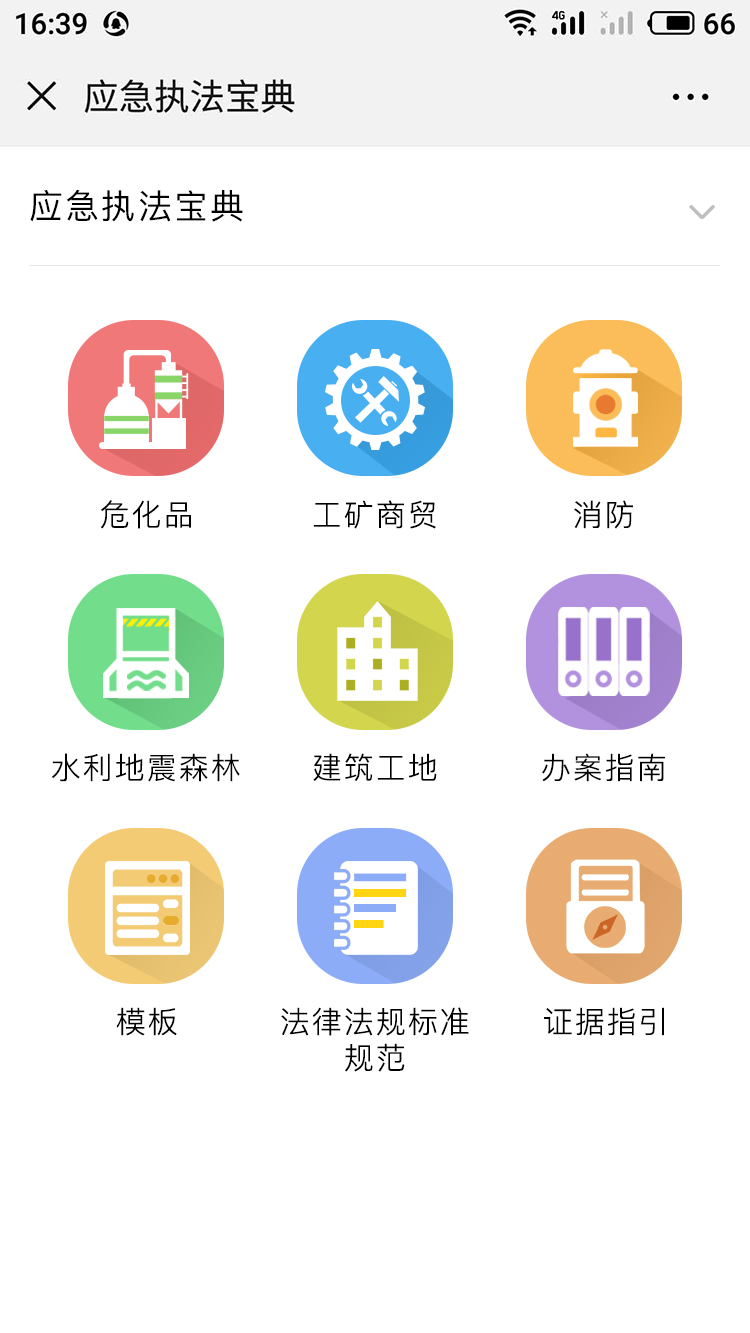 16:39
4G
66
应急执法宝典
应急执法宝典
危化品
工矿商贸
消防
水利地震森林
建筑工地
办案指南
模板
法律法规标准
规范
证据指引